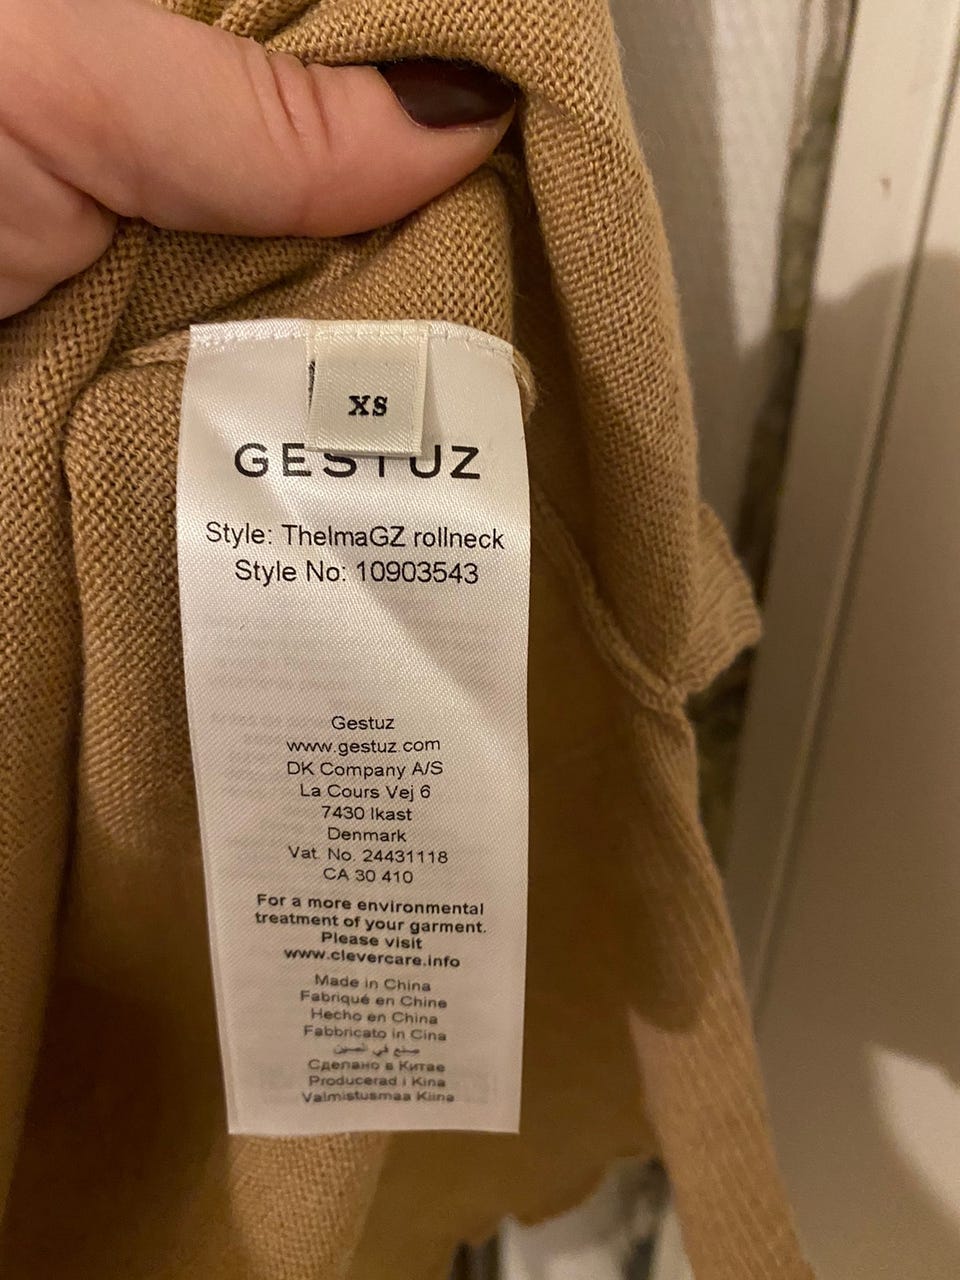 XS
GESTUZ
Style: ThelmaGZ rollneck
Style No: 10903543
Gestuz
www.gestuz.com
DK Company A/S
La Cours Vej 6
7430 Ikast
Denmark
Vat. No. 24431118
CA 30 410
For a more environmental
treatment of your garment.
Please visit
www.clevercare.info
Made in China
Fabriqué en Chine
Hecho en China
Fabbricato in Cina
صنع في الصين
Сделано в Китае
Producerad i Kina
Valmistusmaa Kiina